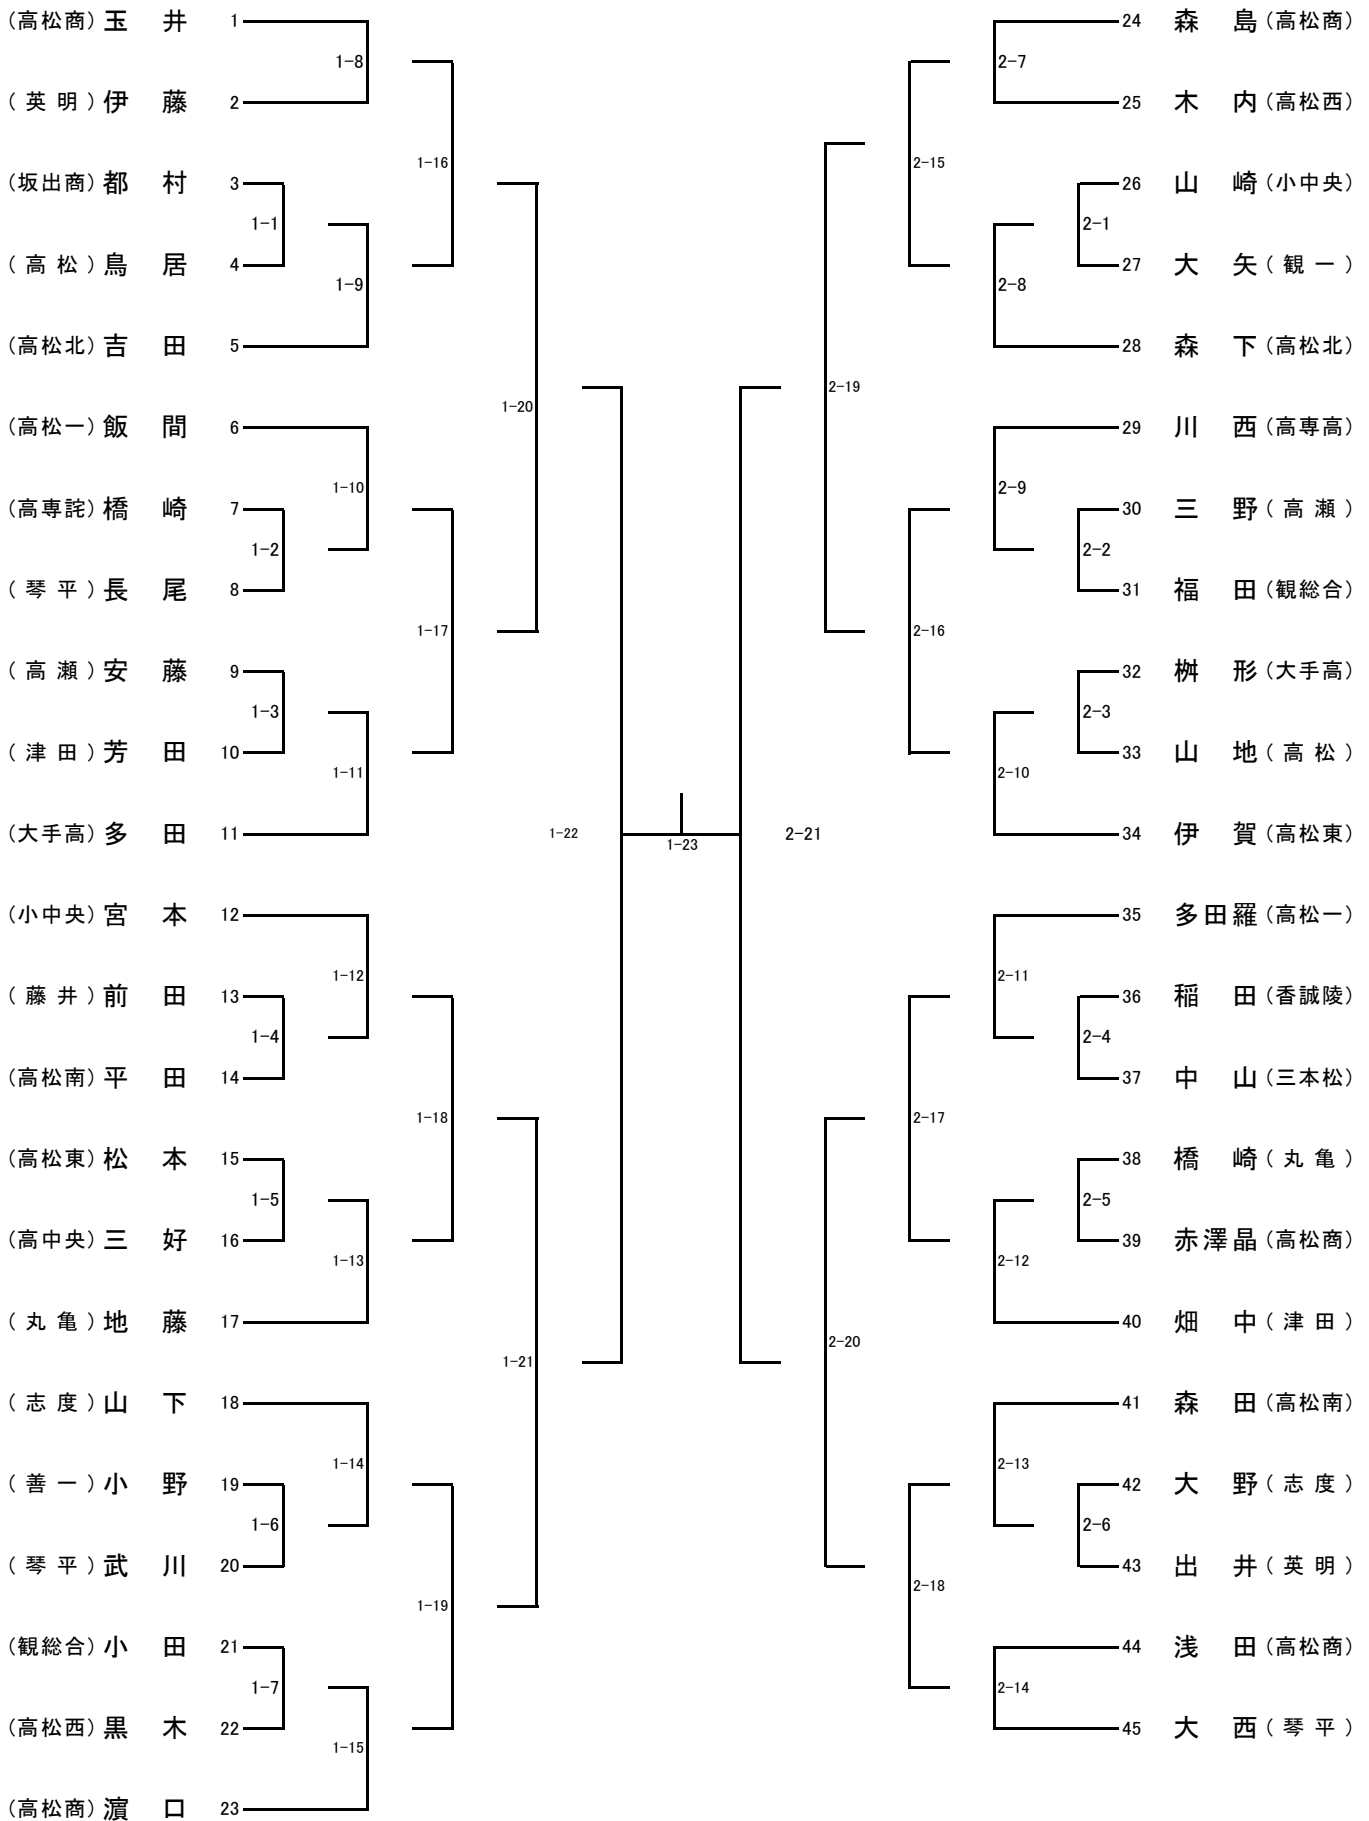 (高松商) 玉 井 1
1-8
(英明) 伊 藤 2
1-16
(坂出商) 都 村 3
1-1
(高松) 鳥 居 4
1-9
(高松北) 吉 田 5
1-20
(高松一) 飯 間 6
1-10
(高専詫) 橋 崎 7
1-2
(琴平) 長 尾 8
1-17
(高瀬) 安 藤 9
1-3
(津田) 芳 田 10
1-11
(大手高) 多 田 11
1-22
1-23
(小中央) 宮 本 12
1-12
(藤井) 前 田 13
1-4
(高松南) 平 田 14
1-18
(高松東) 松 本 15
1-5
(高中央) 三 好 16
1-13
(丸亀) 地 藤 17
1-21
(志度) 山 下 18
1-14
(善一) 小 野 19
1-6
(琴平) 武 川 20
1-19
(観総合) 小 田 21
1-7
(高松西) 黒 木 22
1-15
(高松商) 濵 口 23
24 森 島 (高松商)
2-7
25 木 内 (高松西)
2-15
26 山 崎 (小中央)
2-1
27 大 矢 (観一)
2-8
28 森 下 (高松北)
2-19
29 川 西 (高専高)
2-9
30 三 野 (高瀬)
2-2
31 福 田 (観総合)
2-16
32 桝 形 (大手高)
2-3
33 山 地 (高松)
2-10
34 伊 賀 (高松東)
2-21
35 多田羅 (高松一)
2-11
36 稲 田 (香誠陵)
2-4
37 中 山 (三本松)
2-17
38 橋 崎 (丸亀)
2-5
39 赤澤晶 (高松商)
2-12
40 畑 中 (津田)
2-20
41 森 田 (高松南)
2-13
42 大 野 (志度)
2-6
43 出 井 (英明)
2-18
44 浅 田 (高松商)
2-14
45 大 西 (琴平)